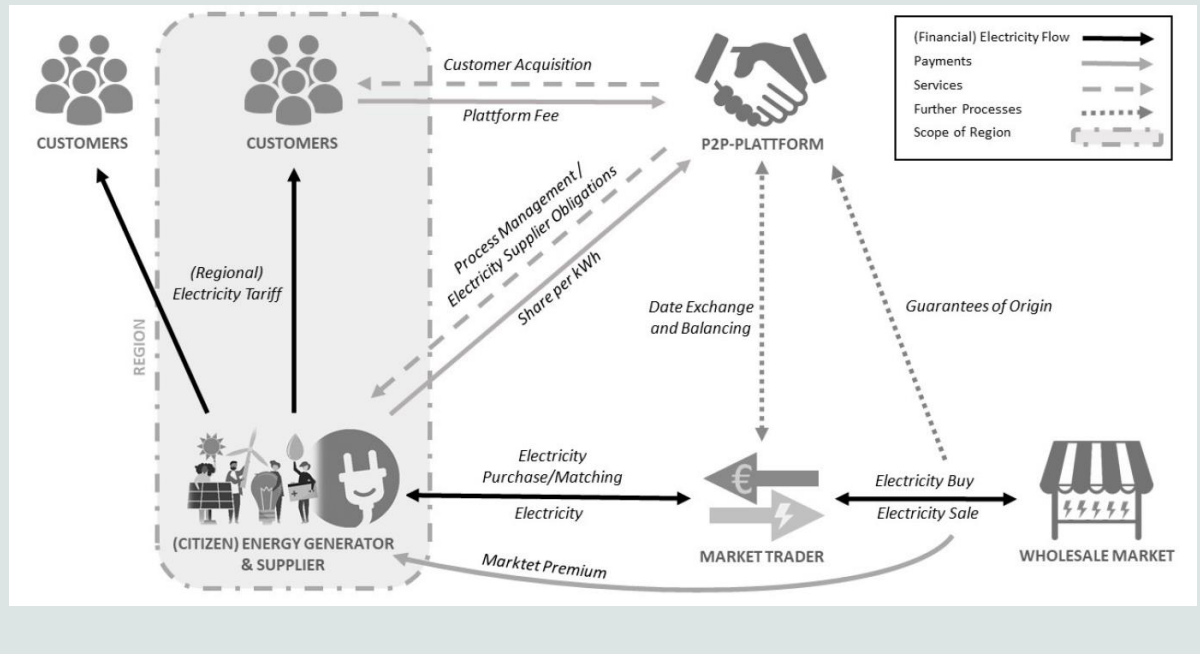 (Financial) Electricity Flow
Payments
Services
Further Processes
Scope of Region
Customer Acquisition
Plattform Fee
CUSTOMERS
CUSTOMERS
P2P-PLATTFORM
Process Management /
Electricity Supplier Obligations
Share per kWh
(Regional)
Electricity Tariff
REGION
Date Exchange
and Balancing
Guarantees of Origin
Electricity
Purchase/Matching
Electricity
€
Electricity Buy
Electricity Sale
(CITIZEN) ENERGY GENERATOR
& SUPPLIER
MARKET TRADER
WHOLESALE MARKET
Marktet Premium